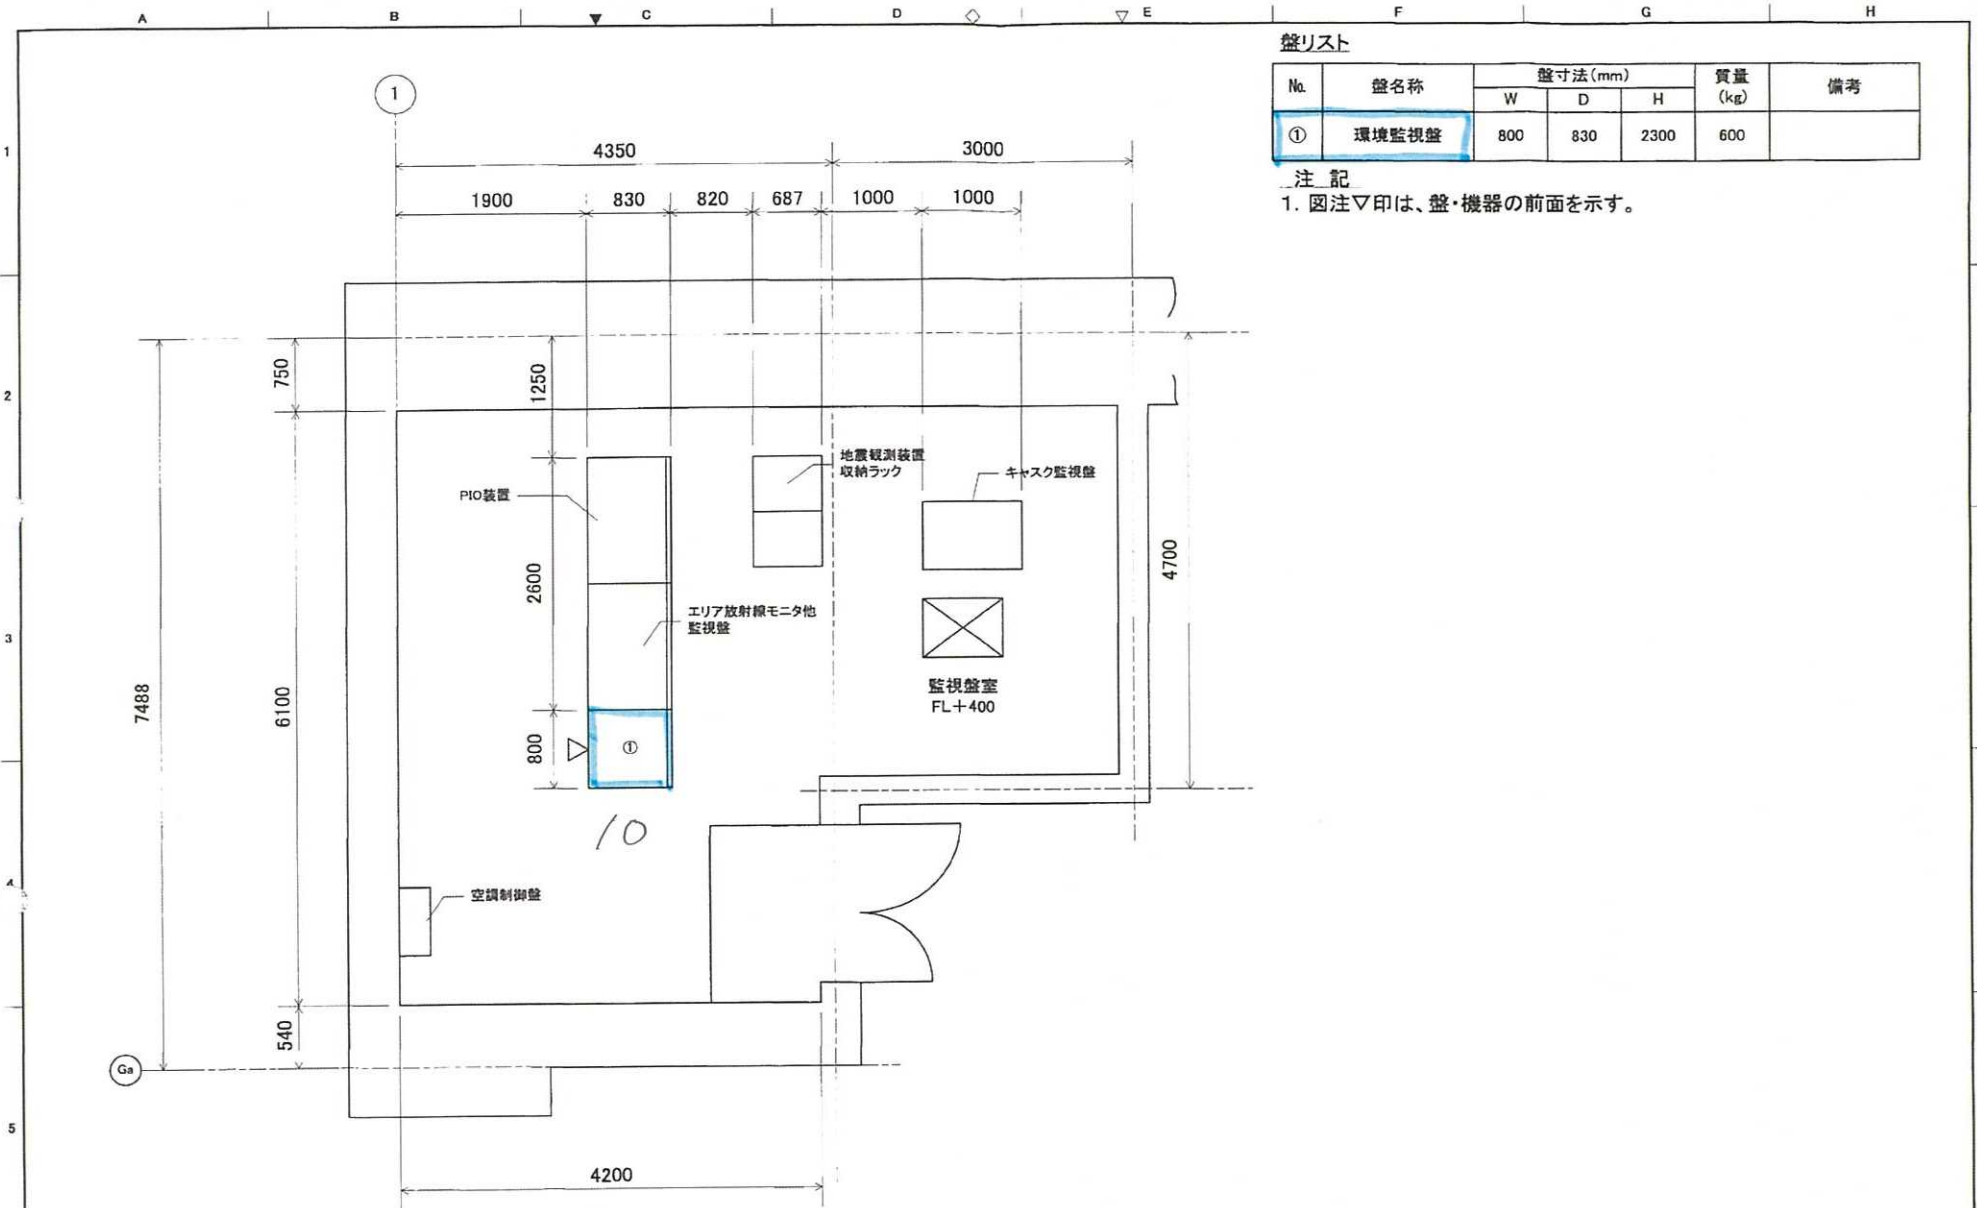 A B C D E F G H
盤リスト
No. 盤名称 盤寸法(mm) 質量(kg) 備考
W D H
① 環境監視盤 800 830 2300 600
注 記
1. 図注▽印は、盤・機器の前面を示す。
1
1
4350 3000
1900 830 820 687 1000 1000
750
1250
2
地震観測装置
収納ラック
キャスク監視盤
PIO装置
2600
4700
エリア放射線モニタ他
監視盤
3
監視盤室
FL+400
7488
6100
800
①
10
4
空調制御盤
540
Ga
5
4200